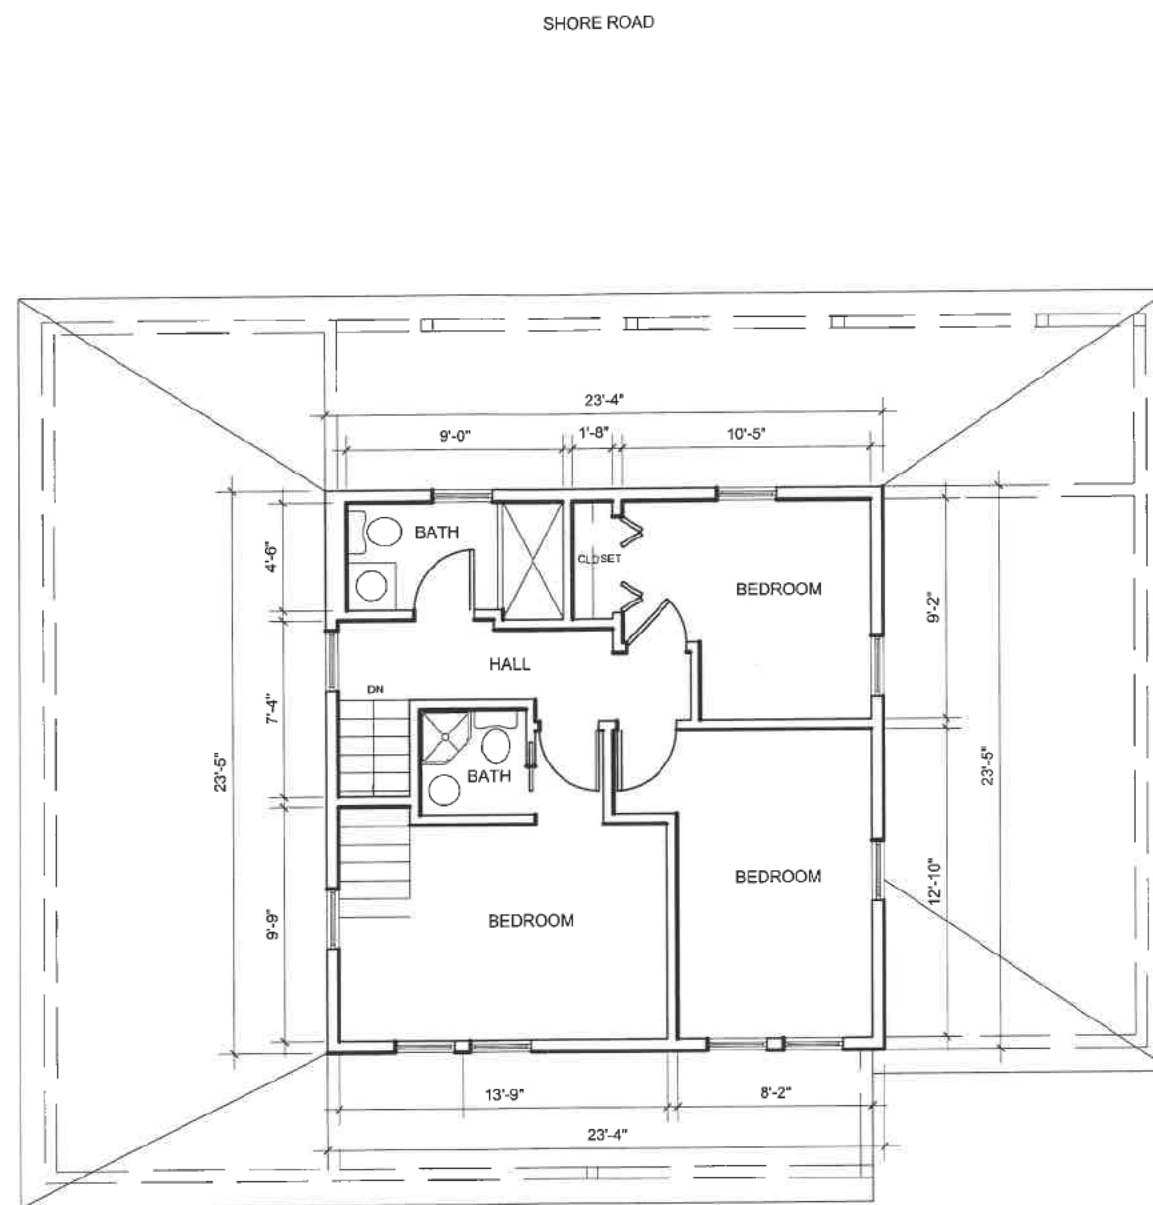 SHORE ROAD
23'-4"
9'-0"
1'-8"
10'-5"
4'-6"
BATH
CLOSET
BEDROOM
9'-2"
HALL
DN
7'-4"
23'-5"
BATH
23'-5"
BEDROOM
12'-10"
9'-9"
BEDROOM
13'-9"
8'-2"
23'-4"